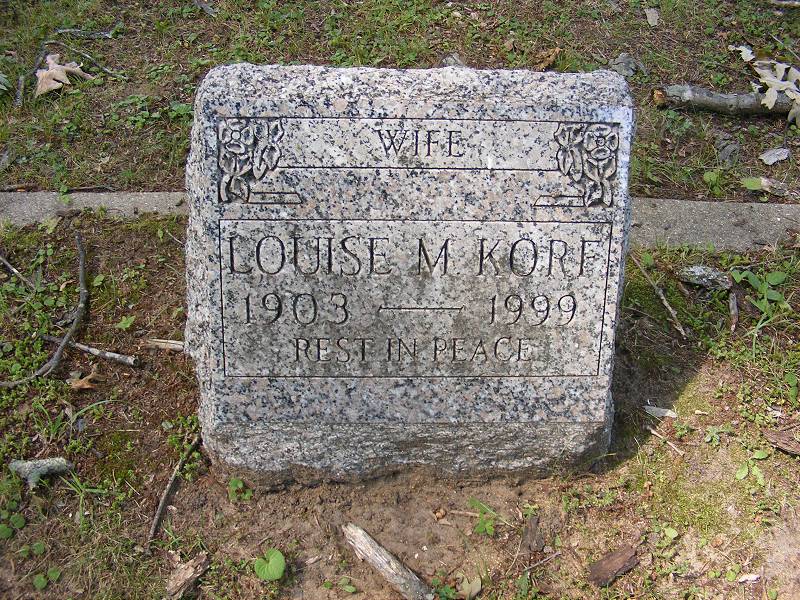 WIFE
LOUISE M. KORF
1903 — 1999
REST IN PEACE